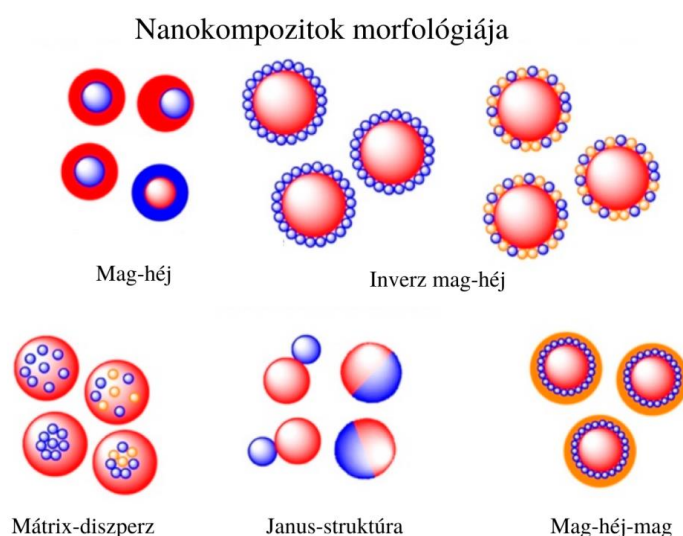 Nanokompozitok morfológiája
Mag-héj
Inverz mag-héj
Mátrix-diszperz
Janus-struktúra
Mag-héj-mag